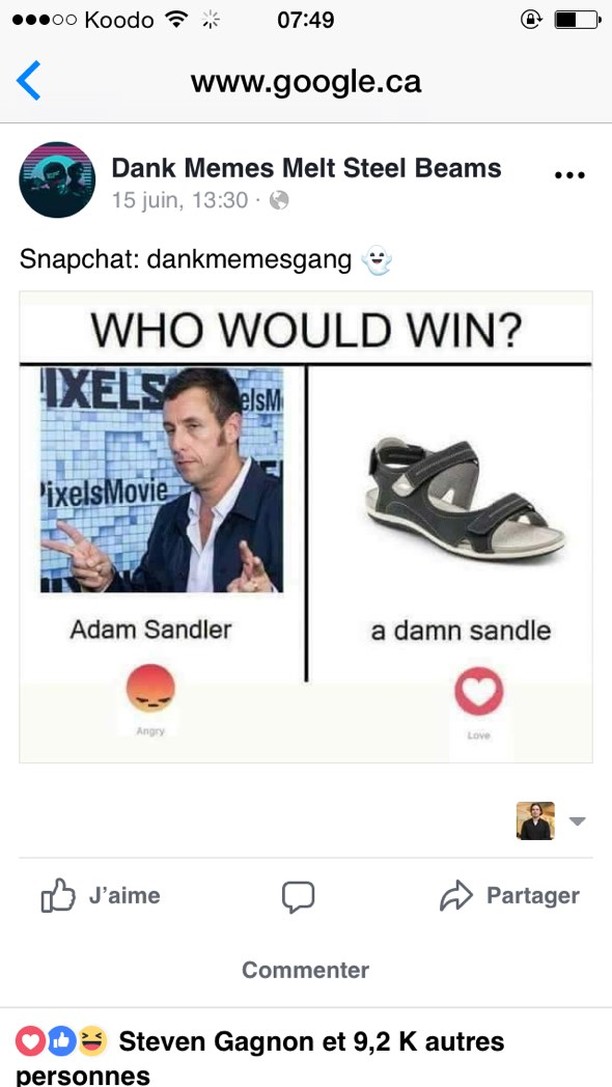 Koodo 07:49
www.google.ca
Dank Memes Melt Steel Beams
15 juin, 13:30 ·
Snapchat: dankmemesgang 👻
WHO WOULD WIN?
IXELS elsM
PixelsMovie
Adam Sandler
a damn sandle
Angry
Love
J’aime
Partager
Commenter
Steven Gagnon et 9,2 K autres
personnes